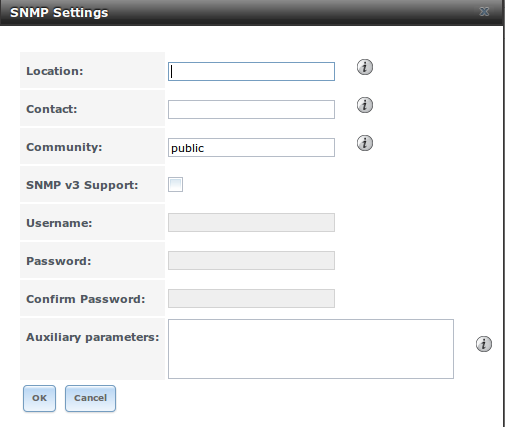 SNMP Settings
Location:
Contact:
Community: public
SNMP v3 Support:
Username:
Password:
Confirm Password:
Auxiliary parameters:
OK Cancel